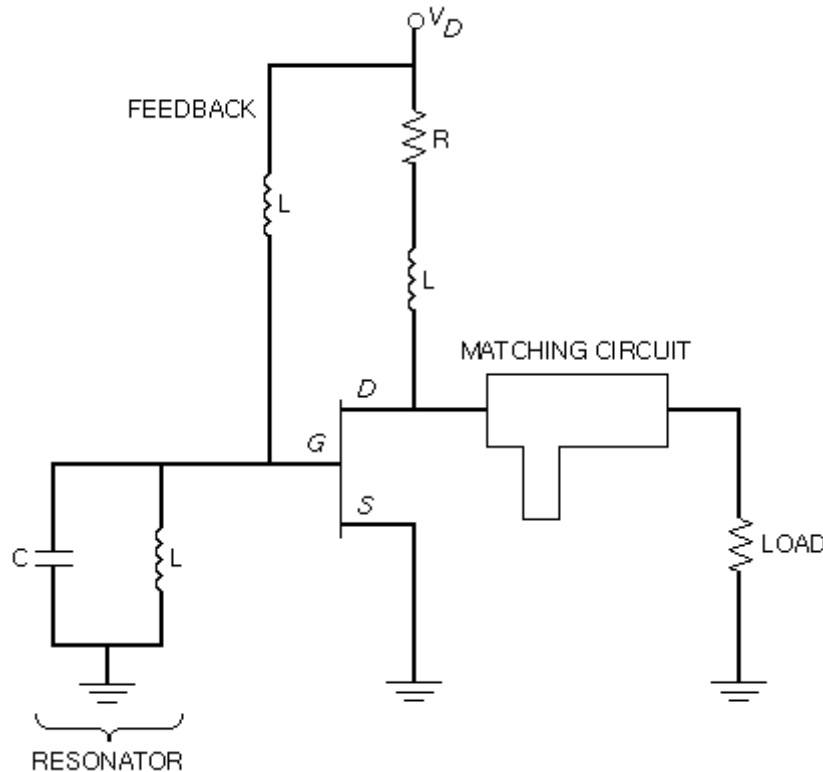 V_D
FEEDBACK
R
L
L
MATCHING CIRCUIT
D
G
S
C
L
LOAD
RESONATOR